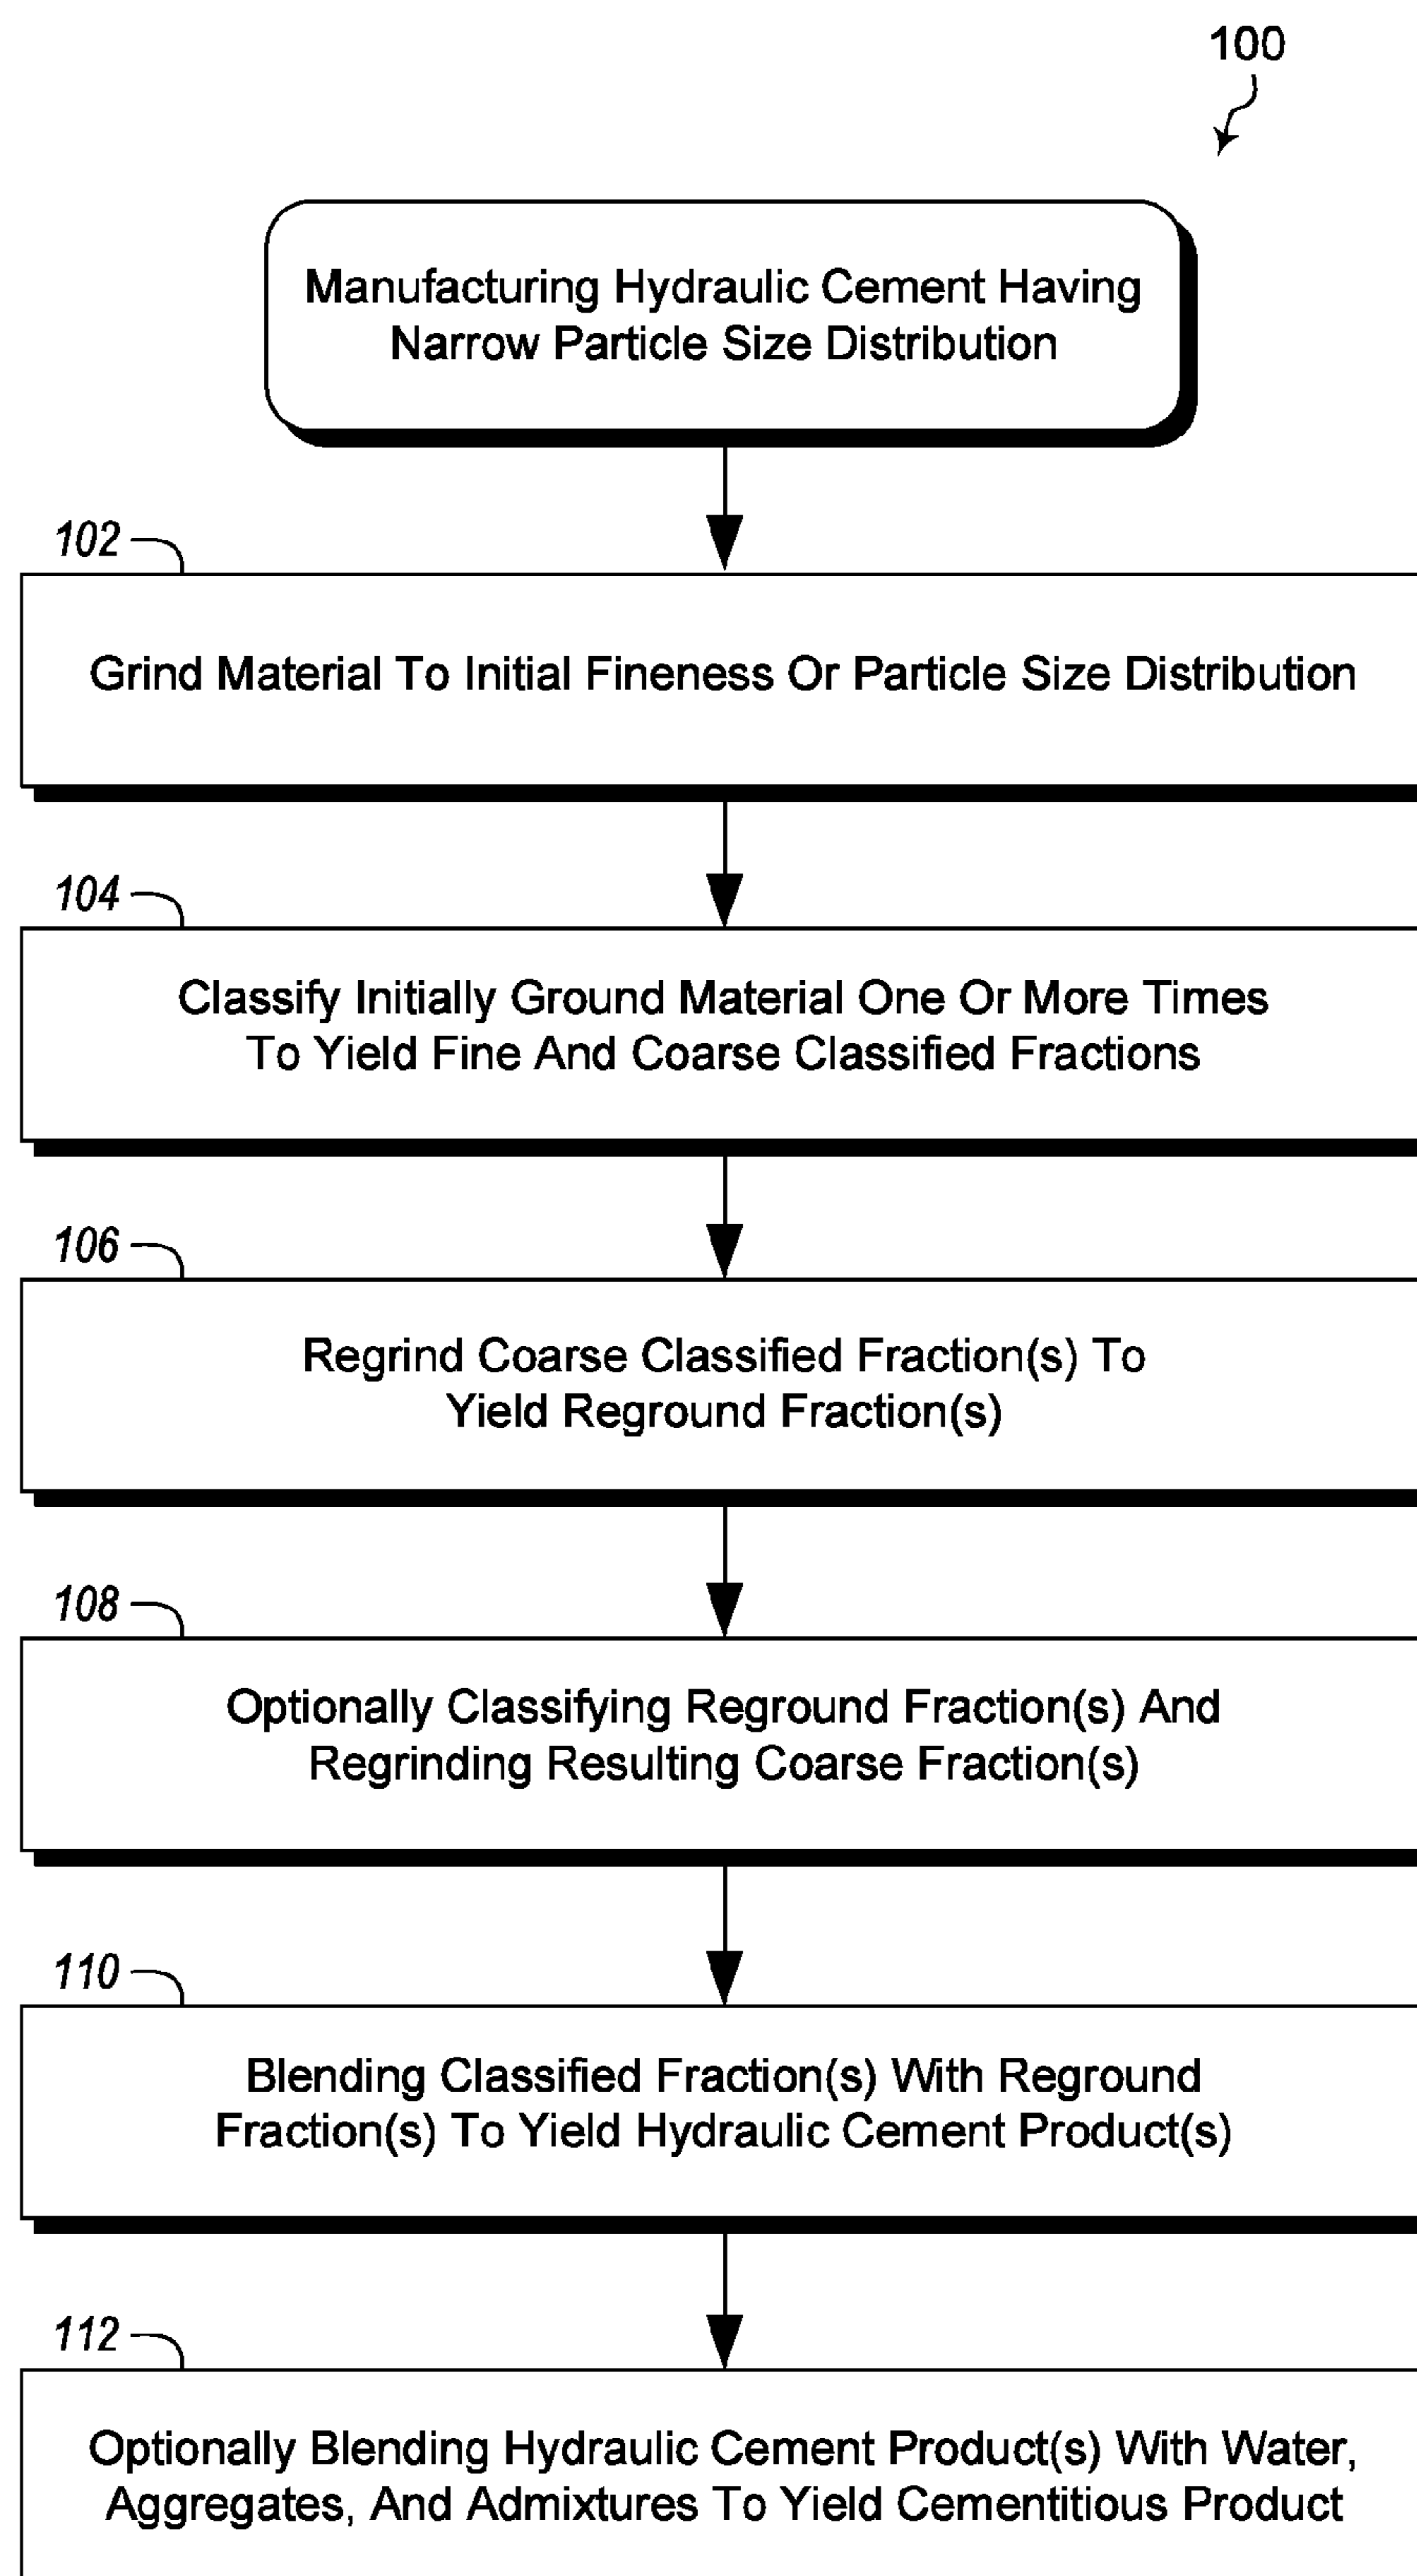 100
Manufacturing Hydraulic Cement Having
Narrow Particle Size Distribution
102
Grind Material To Initial Fineness Or Particle Size Distribution
104
Classify Initially Ground Material One Or More Times
To Yield Fine And Coarse Classified Fractions
106
Regrind Coarse Classified Fraction(s) To
Yield Reground Fraction(s)
108
Optionally Classifying Reground Fraction(s) And
Regrinding Resulting Coarse Fraction(s)
110
Blending Classified Fraction(s) With Reground
Fraction(s) To Yield Hydraulic Cement Product(s)
112
Optionally Blending Hydraulic Cement Product(s) With Water,
Aggregates, And Admixtures To Yield Cementitious Product